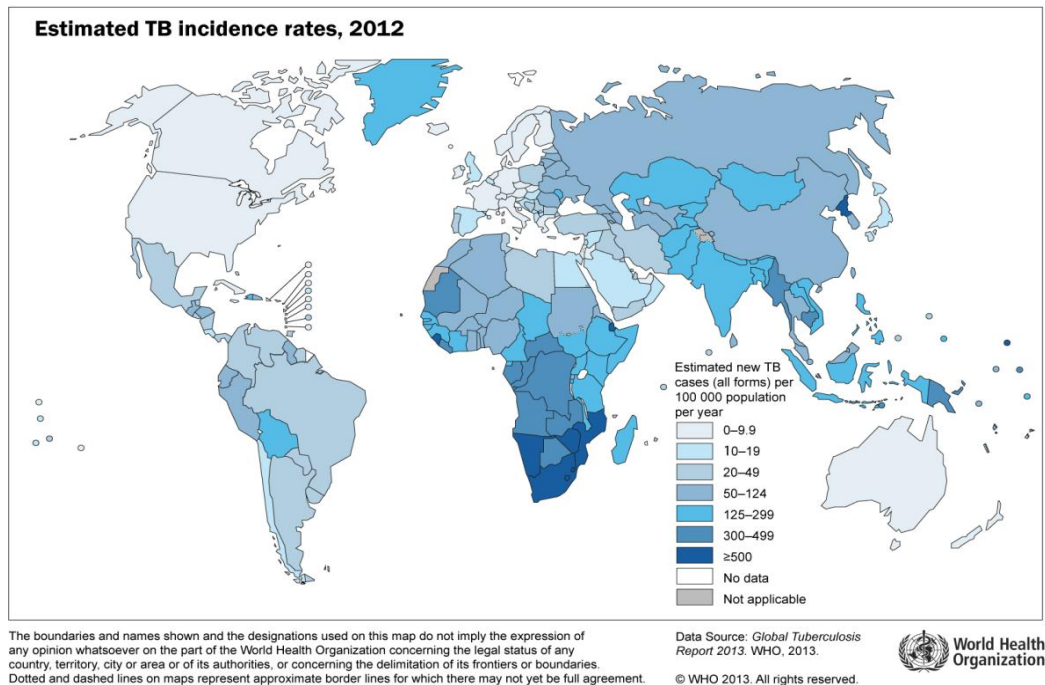 Estimated TB incidence rates, 2012
Estimated new TB
cases (all forms) per
100 000 population
per year
0–9.9
10–19
20–49
50–124
125–299
300–499
≥500
No data
Not applicable
The boundaries and names shown and the designations used on this map do not imply the expression of
any opinion whatsoever on the part of the World Health Organization concerning the legal status of any
country, territory, city or area or of its authorities, or concerning the delimitation of its frontiers or boundaries.
Dotted and dashed lines on maps represent approximate border lines for which there may not yet be full agreement.
Data Source: Global Tuberculosis
Report 2013. WHO, 2013.
© WHO 2013. All rights reserved.
World Health
Organization